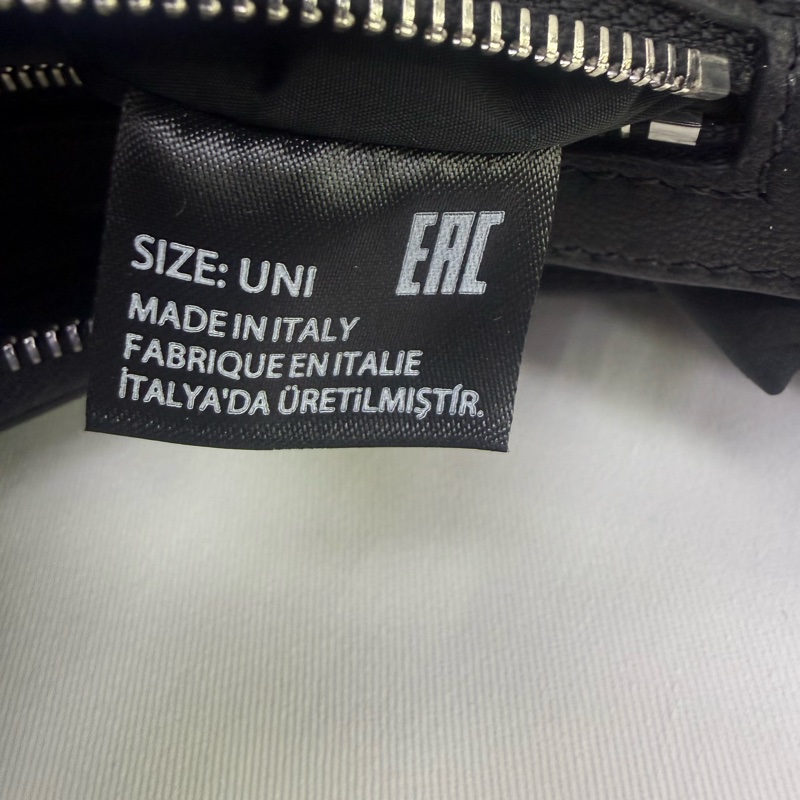 SIZE: UNI
EAC
MADE IN ITALY
FABRIQUE EN ITALIE
İTALYA'DA ÜRETİLMİŞTİR.